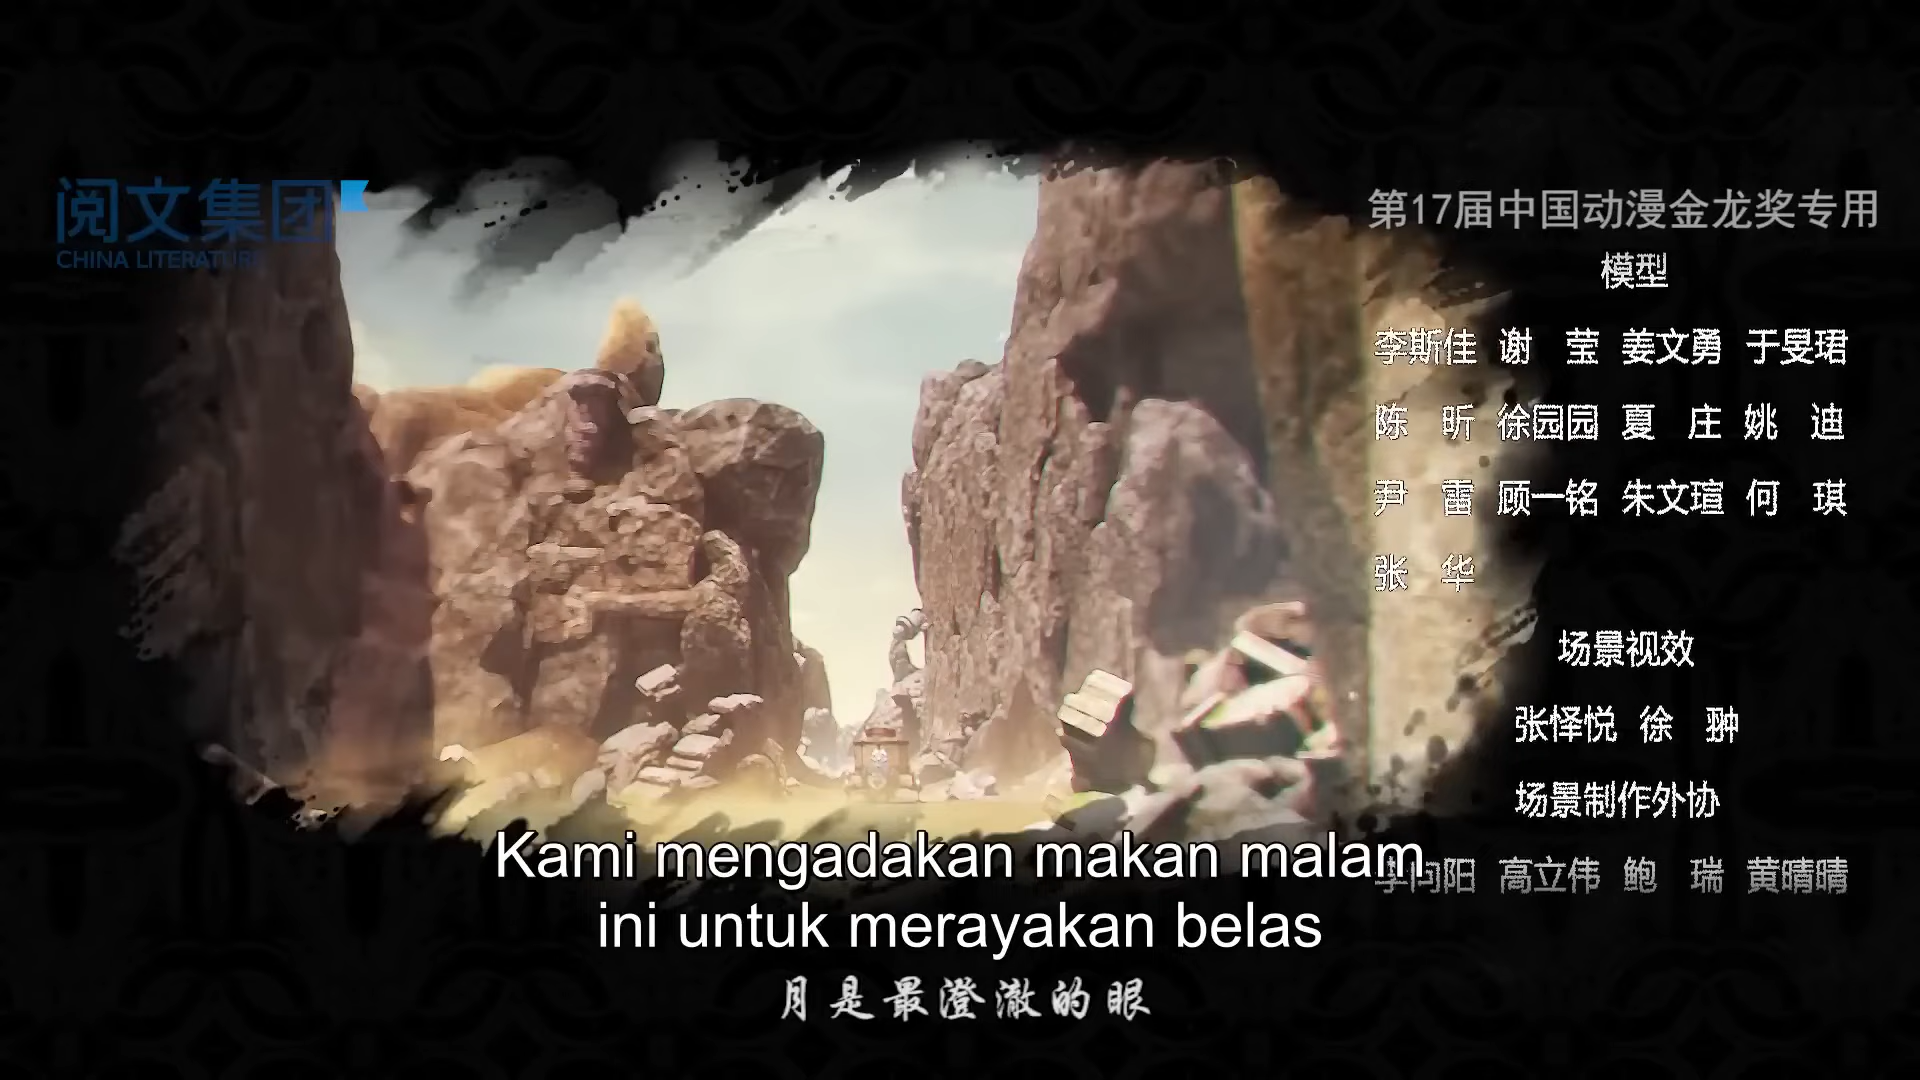 阅文集团
CHINA LITERATURE
第17届中国动漫金龙奖专用
模型
李斯佳 谢 莹 姜文勇 于旻珺
陈 昕 徐园园 夏 庄 姚 迪
尹 雷 顾一铭 朱文瑄 何 琪
张 华
场景视效
张怿悦 徐 翀
场景制作外协
李向阳 高立伟 鲍 瑞 黄晴晴
Kami mengadakan makan malam
ini untuk merayakan belas
月是最澄澈的眼